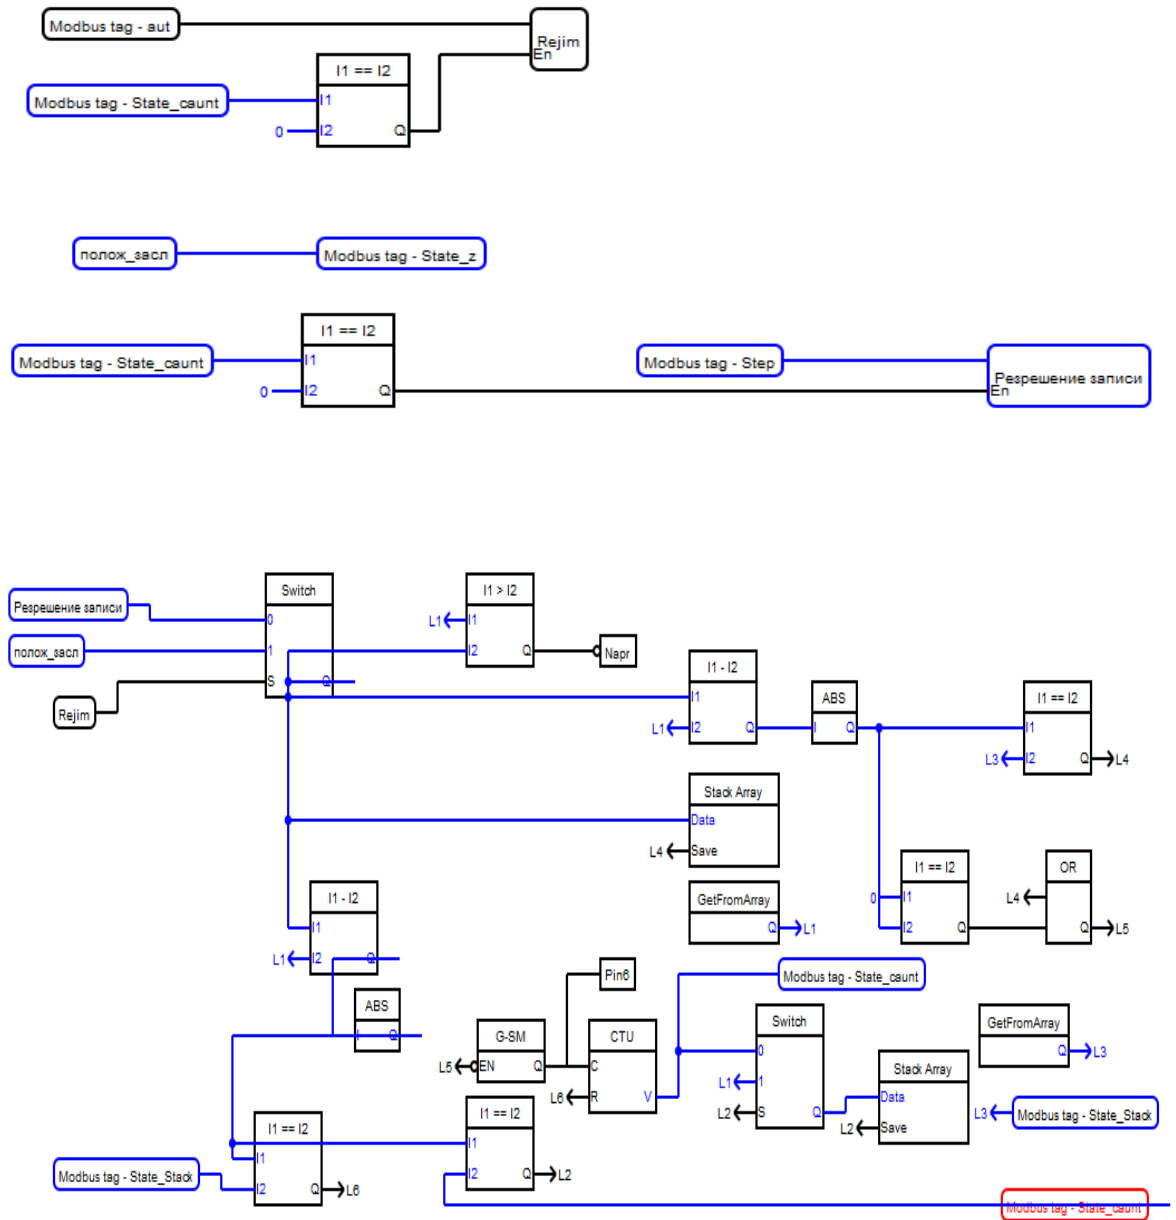 Modbus tag - aut
Rejim
En
I1 == I2
Modbus tag - State_caunt
I1
0
I2
Q
полож_засл
Modbus tag - State_z
I1 == I2
Modbus tag - State_caunt
I1
0
I2
Q
Modbus tag - Step
Резрешение записи
En
Резрешение записи
полож_засл
Rejim
Switch
0
1
S
Q
I1 > I2
L1
I1
I2
Q
Napr
I1 - I2
I1
L1
I2
Q
ABS
I
Q
I1 == I2
I1
L3
I2
Q
L4
Stack Array
Data
L4
Save
I1 == I2
0
I1
I2
Q
OR
L4
Q
L5
GetFromArray
Q
L1
I1 - I2
I1
L1
I2
Q
ABS
I
Q
Pin6
Modbus tag - State_caunt
G-SM
L5
EN
Q
CTU
C
L6
R
V
Switch
0
L1
1
L2
S
Q
GetFromArray
Q
L3
Stack Array
Data
L2
Save
L3
Modbus tag - State_Stack
I1 == I2
I1
I2
Q
L6
Modbus tag - State_Stack
I1 == I2
I1
I2
Q
L2
Modbus tag - State_caunt